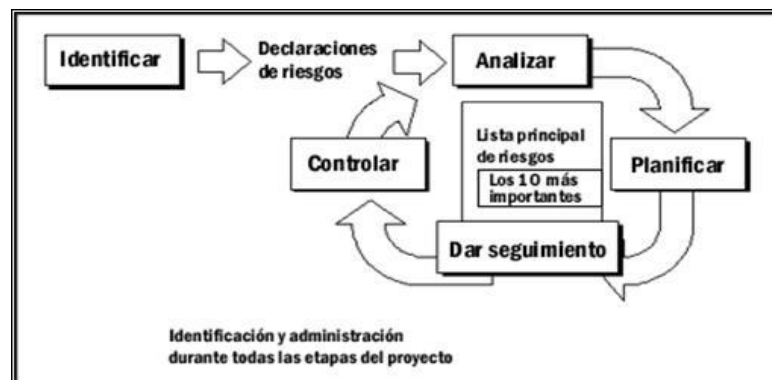 Identificar
Declaraciones
de riesgos
Analizar
Controlar
Lista principal
de riesgos
Los 10 más
importantes
Planificar
Dar seguimiento
Identificación y administración
durante todas las etapas del proyecto